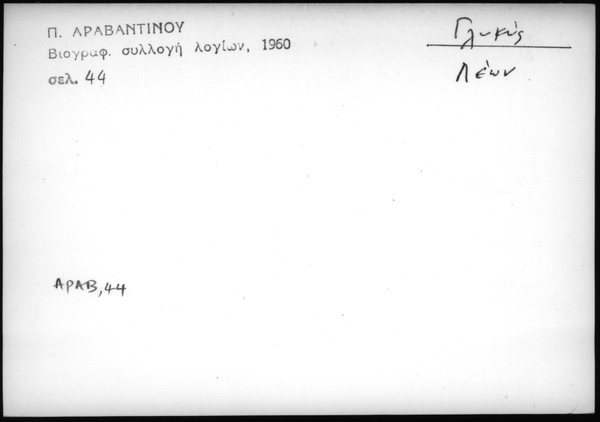 Π. ΑΡΑΒΑΝΤΙΝΟΥ
Βιογραφ. συλλογή λογίων, 1960
σελ. 44
Γλυκύς
Λέων
ΑΡΑΒ, 44